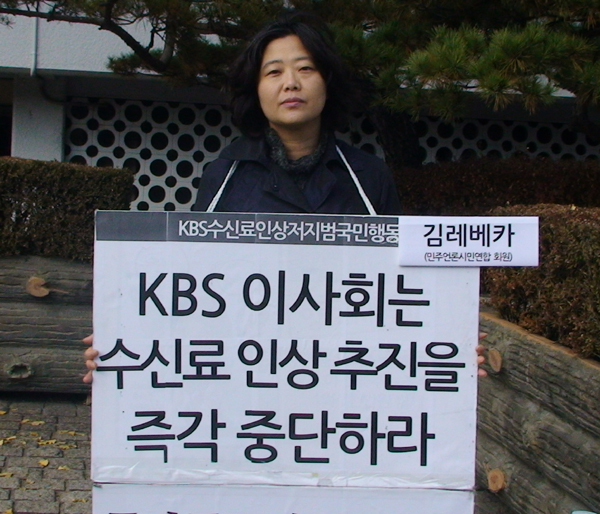 KBS수신료인상저지범국민행동
김레베카
(민주언론시민연합 회원)
KBS 이사회는
수신료 인상 추진을
즉각 중단하라